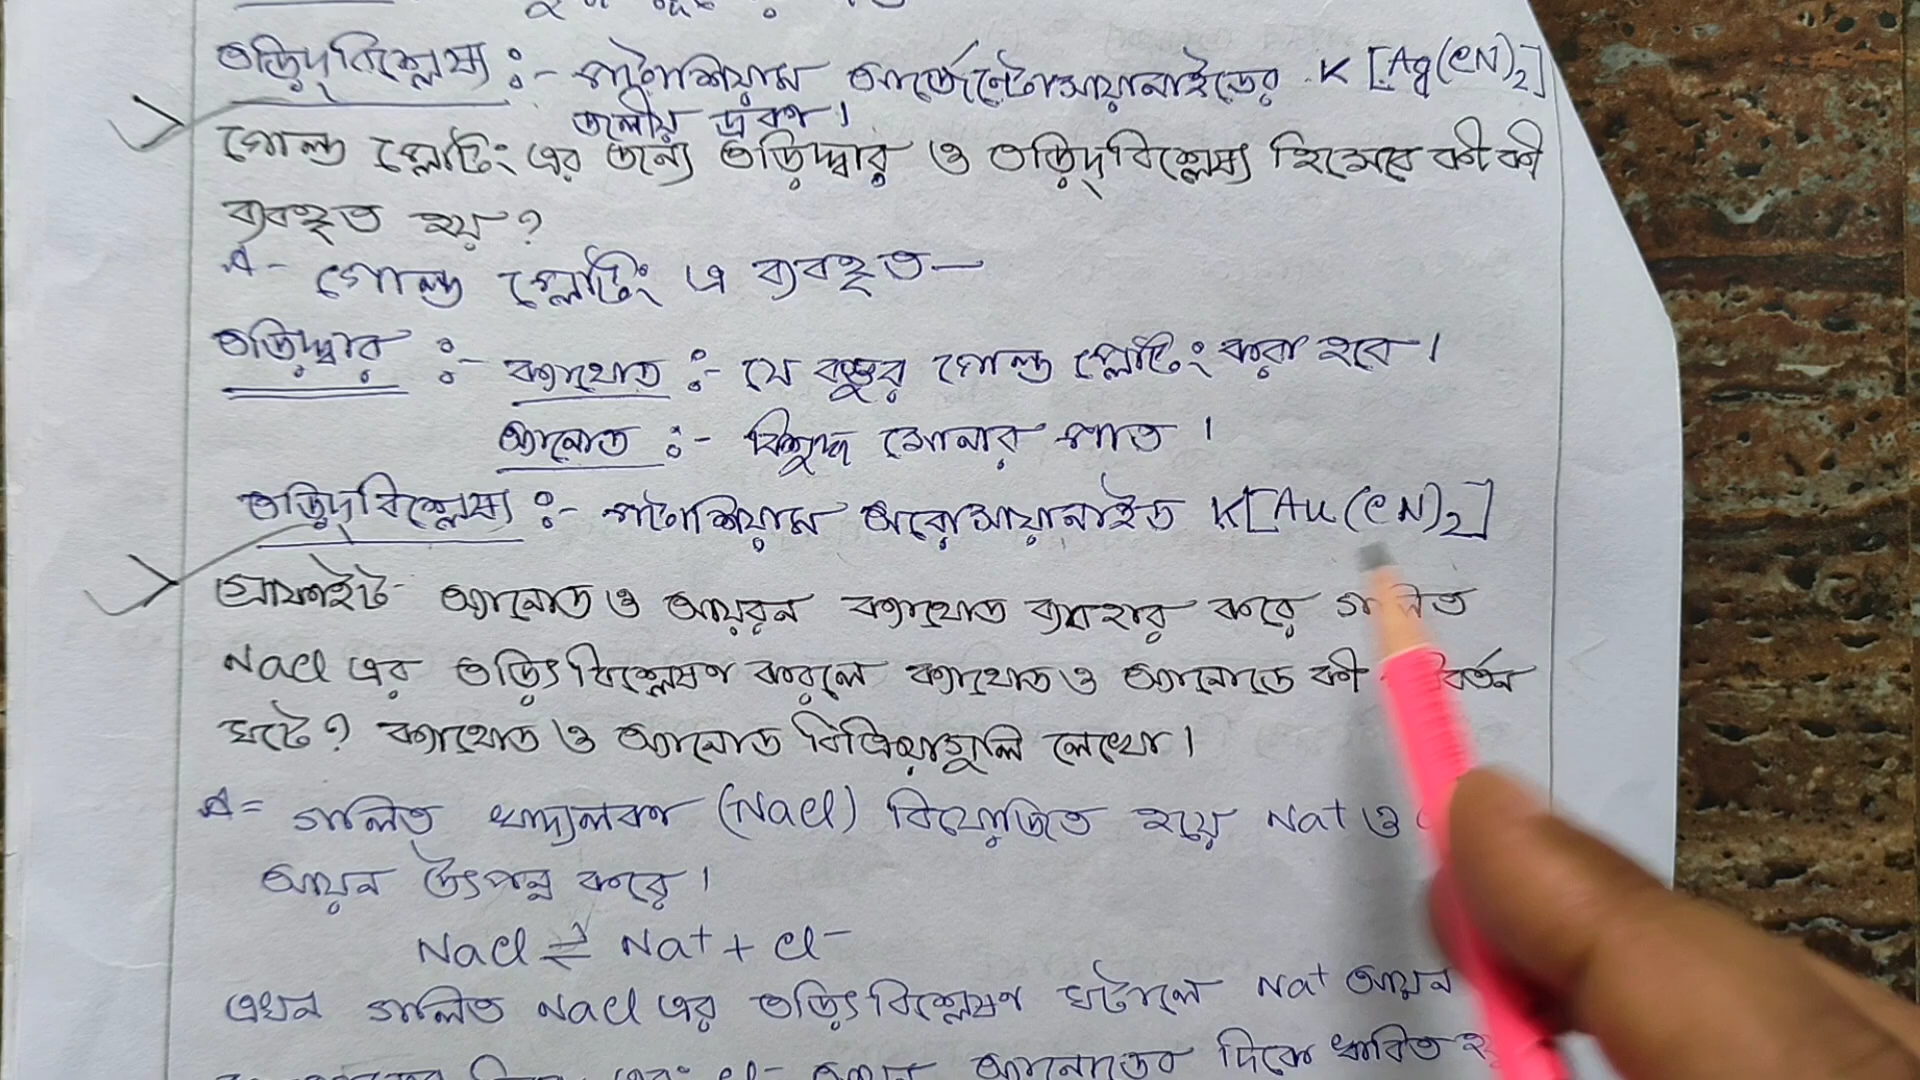 তড়িদ্‌বিশ্লেষ্য :- পটাশিয়াম আর্জেন্টোসায়ানাইডের K [Ag(CN)2]
জলীয় দ্রবণ।
গোল্ড প্লেটিং এর জন্যে তড়িদ্দ্বার ও তড়িদ্‌বিশ্লেষ্য হিসেবে কী কী
ব্যবহৃত হয়?
A- গোল্ড প্লেটিং এ ব্যবহৃত—
তড়িদ্দ্বার :- ক্যাথোড :- যে বস্তুর গোল্ড প্লেটিং করা হবে।
অ্যানোড :- বিশুদ্ধ সোনার পাত।
তড়িদ্‌বিশ্লেষ্য :- পটাশিয়াম অরোসায়ানাইড K[Au(CN)2]
গ্রাফাইট অ্যানোড ও আয়রন ক্যাথোড ব্যবহার করে
NaCl এর তড়িৎবিশ্লেষণ করলে ক্যাথোড ও অ্যানোডে কী
ঘটে? ক্যাথোড ও অ্যানোড বিক্রিয়াগুলি লেখো।
A= গলিত খাদ্যলবণ (NaCl) বিয়োজিত হয়ে Na+ ও
আয়ন উৎপন্ন করে।
NaCl ⇌ Na+ + Cl-
এখন গলিত NaCl এর তড়িৎবিশ্লেষণ ঘটালে Na+ আয়ন
এবং Cl- আয়ন অ্যানোডের দিকে ধাবিত